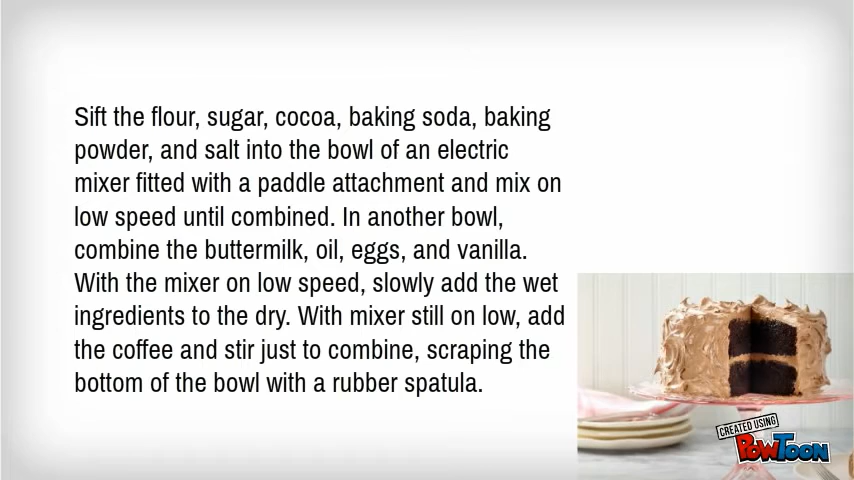 Sift the flour, sugar, cocoa, baking soda, baking
powder, and salt into the bowl of an electric
mixer fitted with a paddle attachment and mix on
low speed until combined. In another bowl,
combine the buttermilk, oil, eggs, and vanilla.
With the mixer on low speed, slowly add the wet
ingredients to the dry. With mixer still on low, add
the coffee and stir just to combine, scraping the
bottom of the bowl with a rubber spatula.
CREATED USING
POWTOON